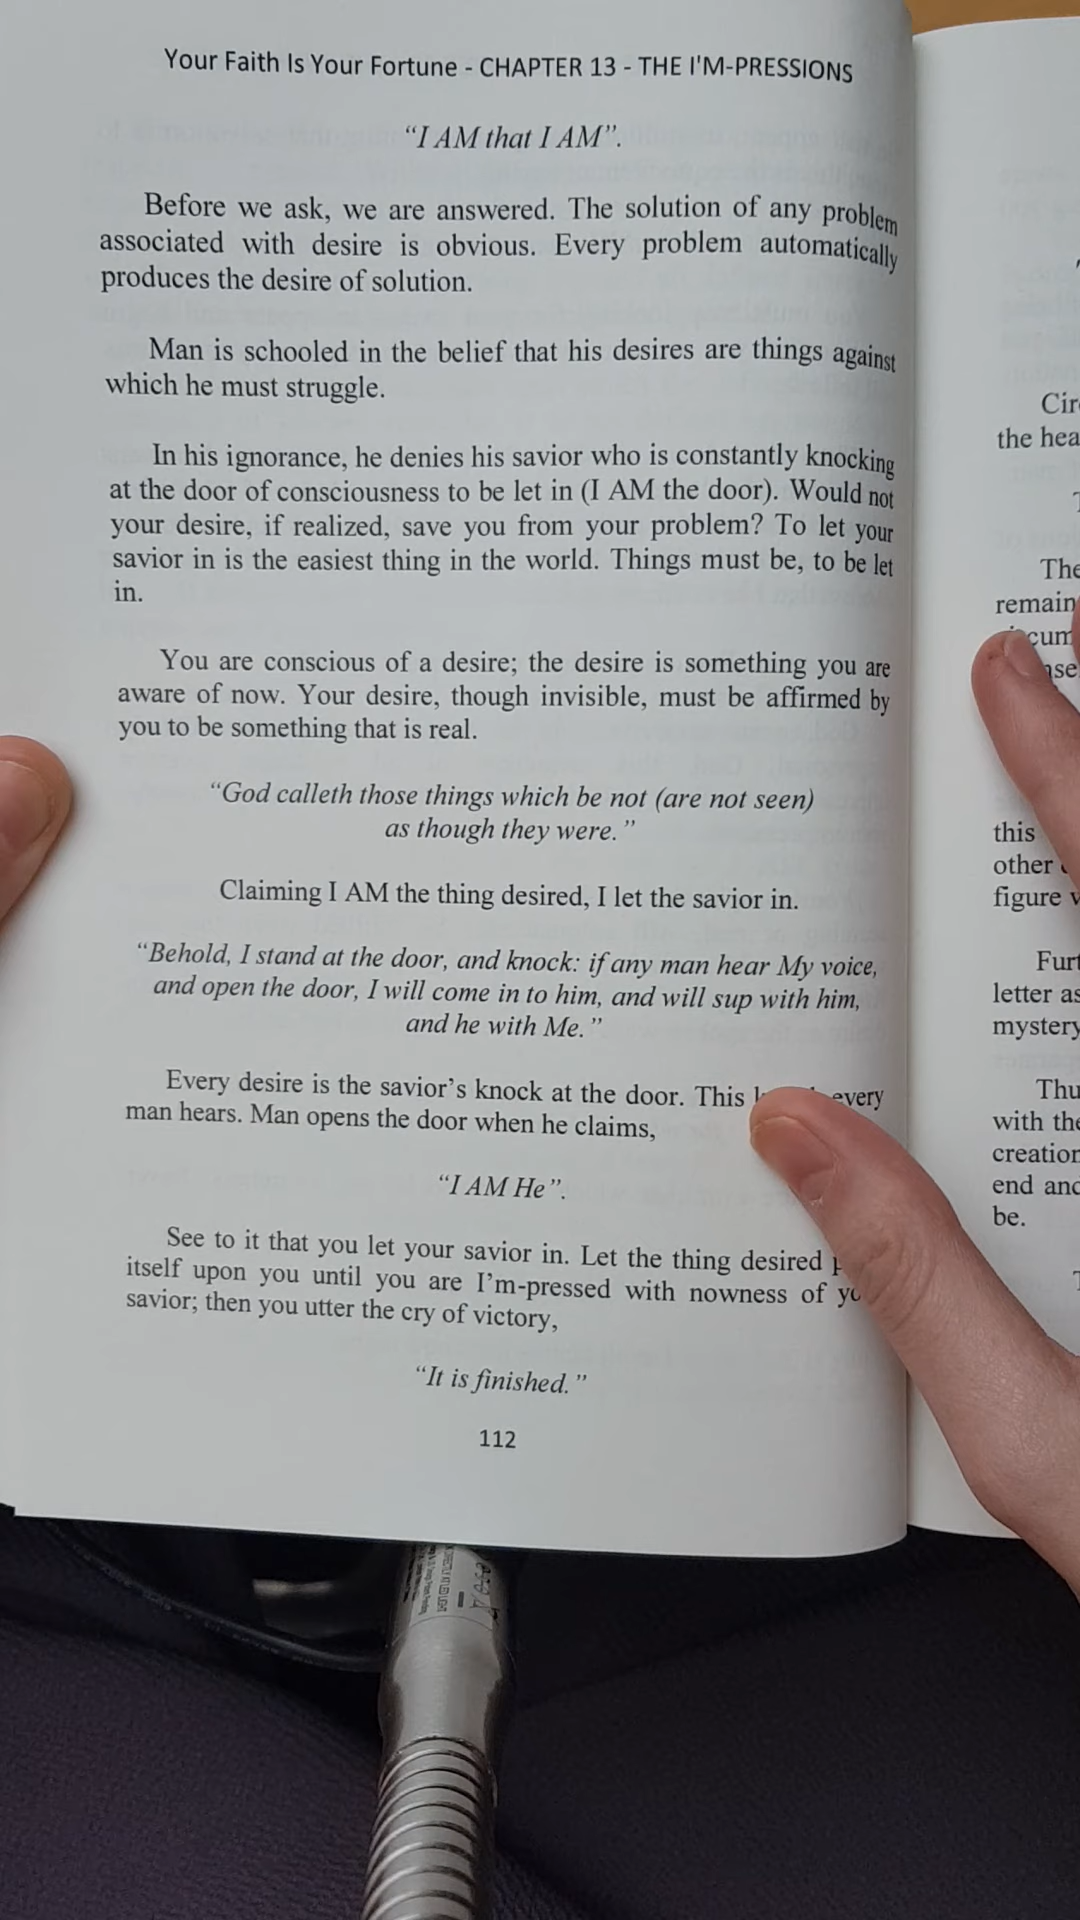 Your Faith Is Your Fortune - CHAPTER 13 - THE I'M-PRESSIONS
“I AM that I AM”.
Before we ask, we are answered. The solution of any problem
associated with desire is obvious. Every problem automatically
produces the desire of solution.
Man is schooled in the belief that his desires are things against
which he must struggle.
In his ignorance, he denies his savior who is constantly knocking
at the door of consciousness to be let in (I AM the door). Would not
your desire, if realized, save you from your problem? To let your
savior in is the easiest thing in the world. Things must be, to be let
in.
You are conscious of a desire; the desire is something you are
aware of now. Your desire, though invisible, must be affirmed by
you to be something that is real.
“God calleth those things which be not (are not seen)
as though they were.”
Claiming I AM the thing desired, I let the savior in.
“Behold, I stand at the door, and knock: if any man hear My voice,
and open the door, I will come in to him, and will sup with him,
and he with Me.”
Every desire is the savior’s knock at the door. This every
man hears. Man opens the door when he claims,
“I AM He”.
See to it that you let your savior in. Let the thing desired
itself upon you until you are I’m-pressed with nowness of
savior; then you utter the cry of victory,
“It is finished.”
112
the
The
remain
this
other
figure
letter as
mystery
with the
end
be.